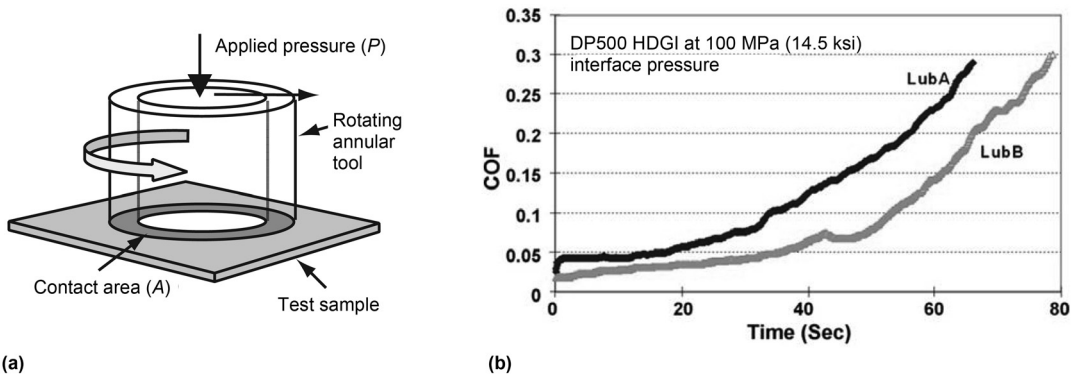 Applied pressure (P)
Rotating
annular
tool
Contact area (A)
Test sample
(a)
0.35
0.3
0.25
0.2
0.15
0.1
0.05
0
COF
DP500 HDGI at 100 MPa (14.5 ksi)
interface pressure
LubA
LubB
0
20
40
60
80
Time (Sec)
(b)